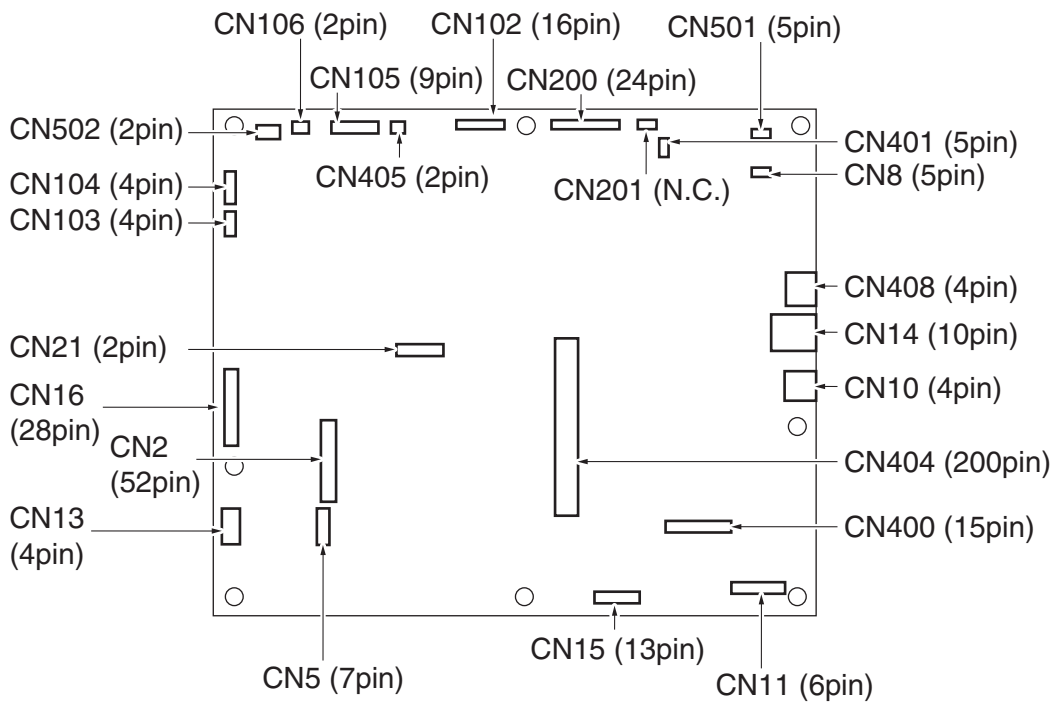 CN106 (2pin)
CN102 (16pin)
CN501 (5pin)
CN105 (9pin)
CN200 (24pin)
CN502 (2pin)
CN401 (5pin)
CN405 (2pin)
CN104 (4pin)
CN201 (N.C.)
CN8 (5pin)
CN103 (4pin)
CN408 (4pin)
CN14 (10pin)
CN21 (2pin)
CN10 (4pin)
CN16
(28pin)
CN2
(52pin)
CN404 (200pin)
CN13
(4pin)
CN400 (15pin)
CN15 (13pin)
CN5 (7pin)
CN11 (6pin)